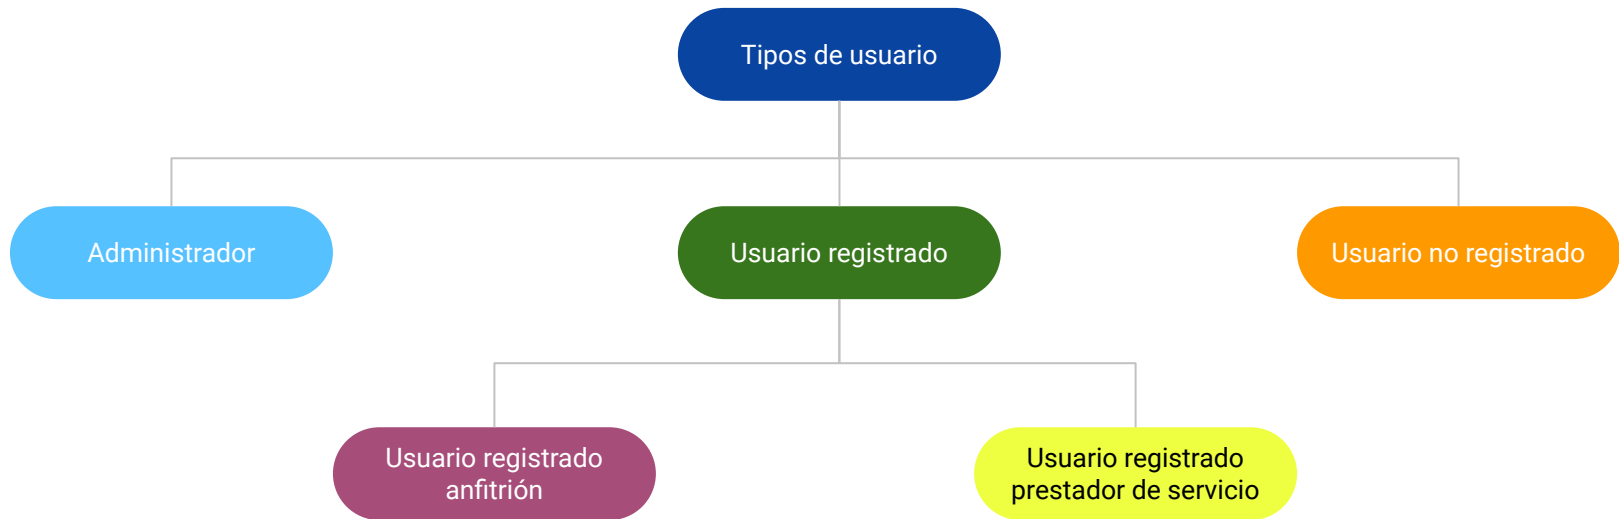 Tipos de usuario
Administrador
Usuario registrado
Usuario no registrado
Usuario registrado
anfitrión
Usuario registrado
prestador de servicio